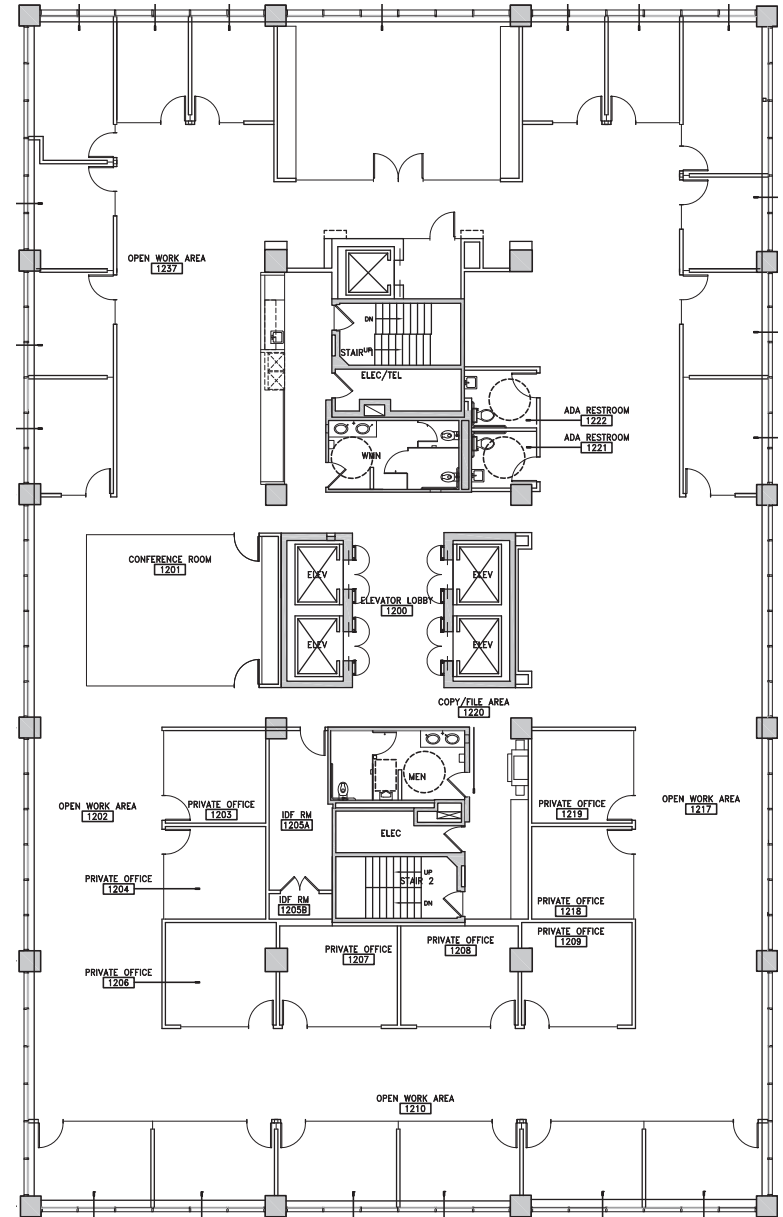 OPEN WORK AREA
1237
DN
UP
STAIR 1
ELEC/TEL
ADA RESTROOM
1222
ADA RESTROOM
1221
WMN
CONFERENCE ROOM
1201
ELEV
ELEV
ELEVATOR LOBBY
1200
ELEV
ELEV
COPY/FILE AREA
1220
MEN
OPEN WORK AREA
1202
PRIVATE OFFICE
1203
IDF RM
1205A
PRIVATE OFFICE
1219
OPEN WORK AREA
1217
ELEC
PRIVATE OFFICE
1204
UP
STAIR 2
DN
IDF RM
1205B
PRIVATE OFFICE
1218
PRIVATE OFFICE
1209
PRIVATE OFFICE
1206
PRIVATE OFFICE
1207
PRIVATE OFFICE
1208
OPEN WORK AREA
1210